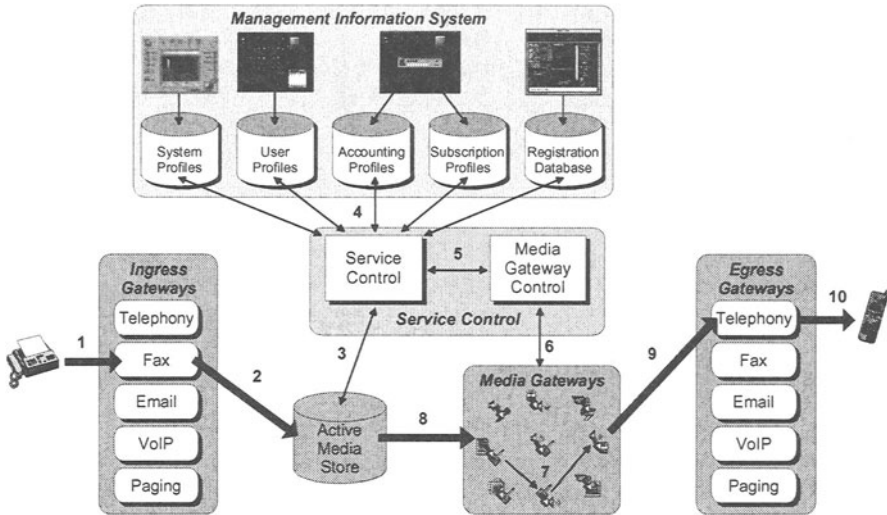 Management Information System
System
Profiles
User
Profiles
Accounting
Profiles
Subscription
Profiles
Registration
Database
4
Service
Control
5
Media
Gateway
Control
Service Control
Ingress
Gateways
Telephony
Fax
Email
VoIP
Paging
1
2
3
6
Active
Media
Store
8
Media Gateways
7
9
Egress
Gateways
Telephony
Fax
Email
VoIP
Paging
10